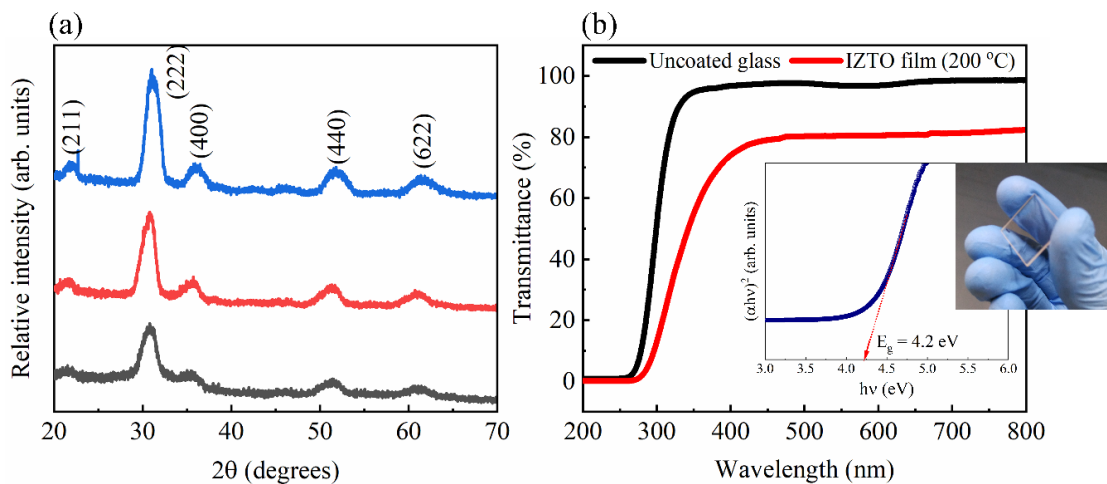 (a)
(211)
(222)
(400)
(440)
(622)
Relative intensity (arb. units)
20 30 40 50 60 70
2θ (degrees)
(b)
Uncoated glass IZTO film (200 °C)
100
80
60
40
20
0
Transmittance (%)
200 300 400 500 600 700 800
Wavelength (nm)
(αhν)² (arb. units)
E_g = 4.2 eV
3.0 3.5 4.0 4.5 5.0 5.5 6.0
hν (eV)